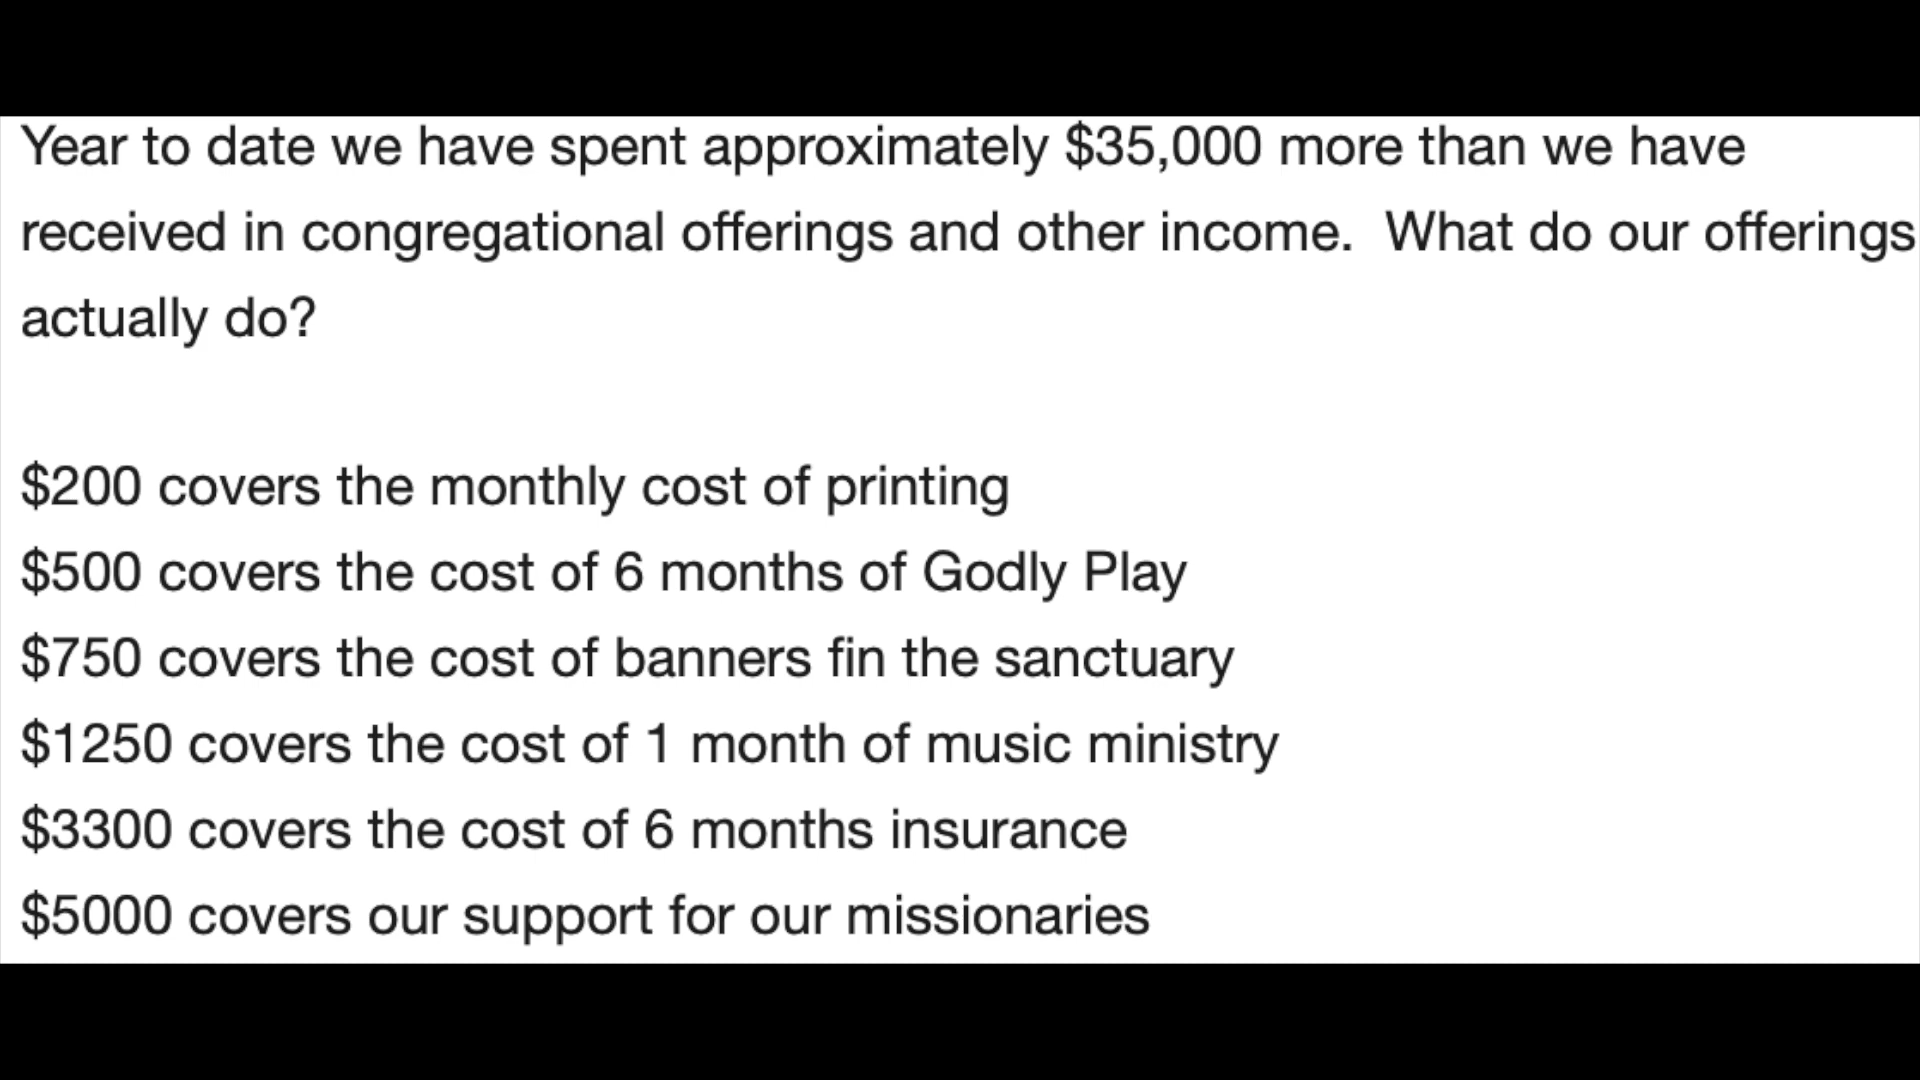 Year to date we have spent approximately $35,000 more than we have
received in congregational offerings and other income.  What do our offerings
actually do?
$200 covers the monthly cost of printing
$500 covers the cost of 6 months of Godly Play
$750 covers the cost of banners fin the sanctuary
$1250 covers the cost of 1 month of music ministry
$3300 covers the cost of 6 months insurance
$5000 covers our support for our missionaries